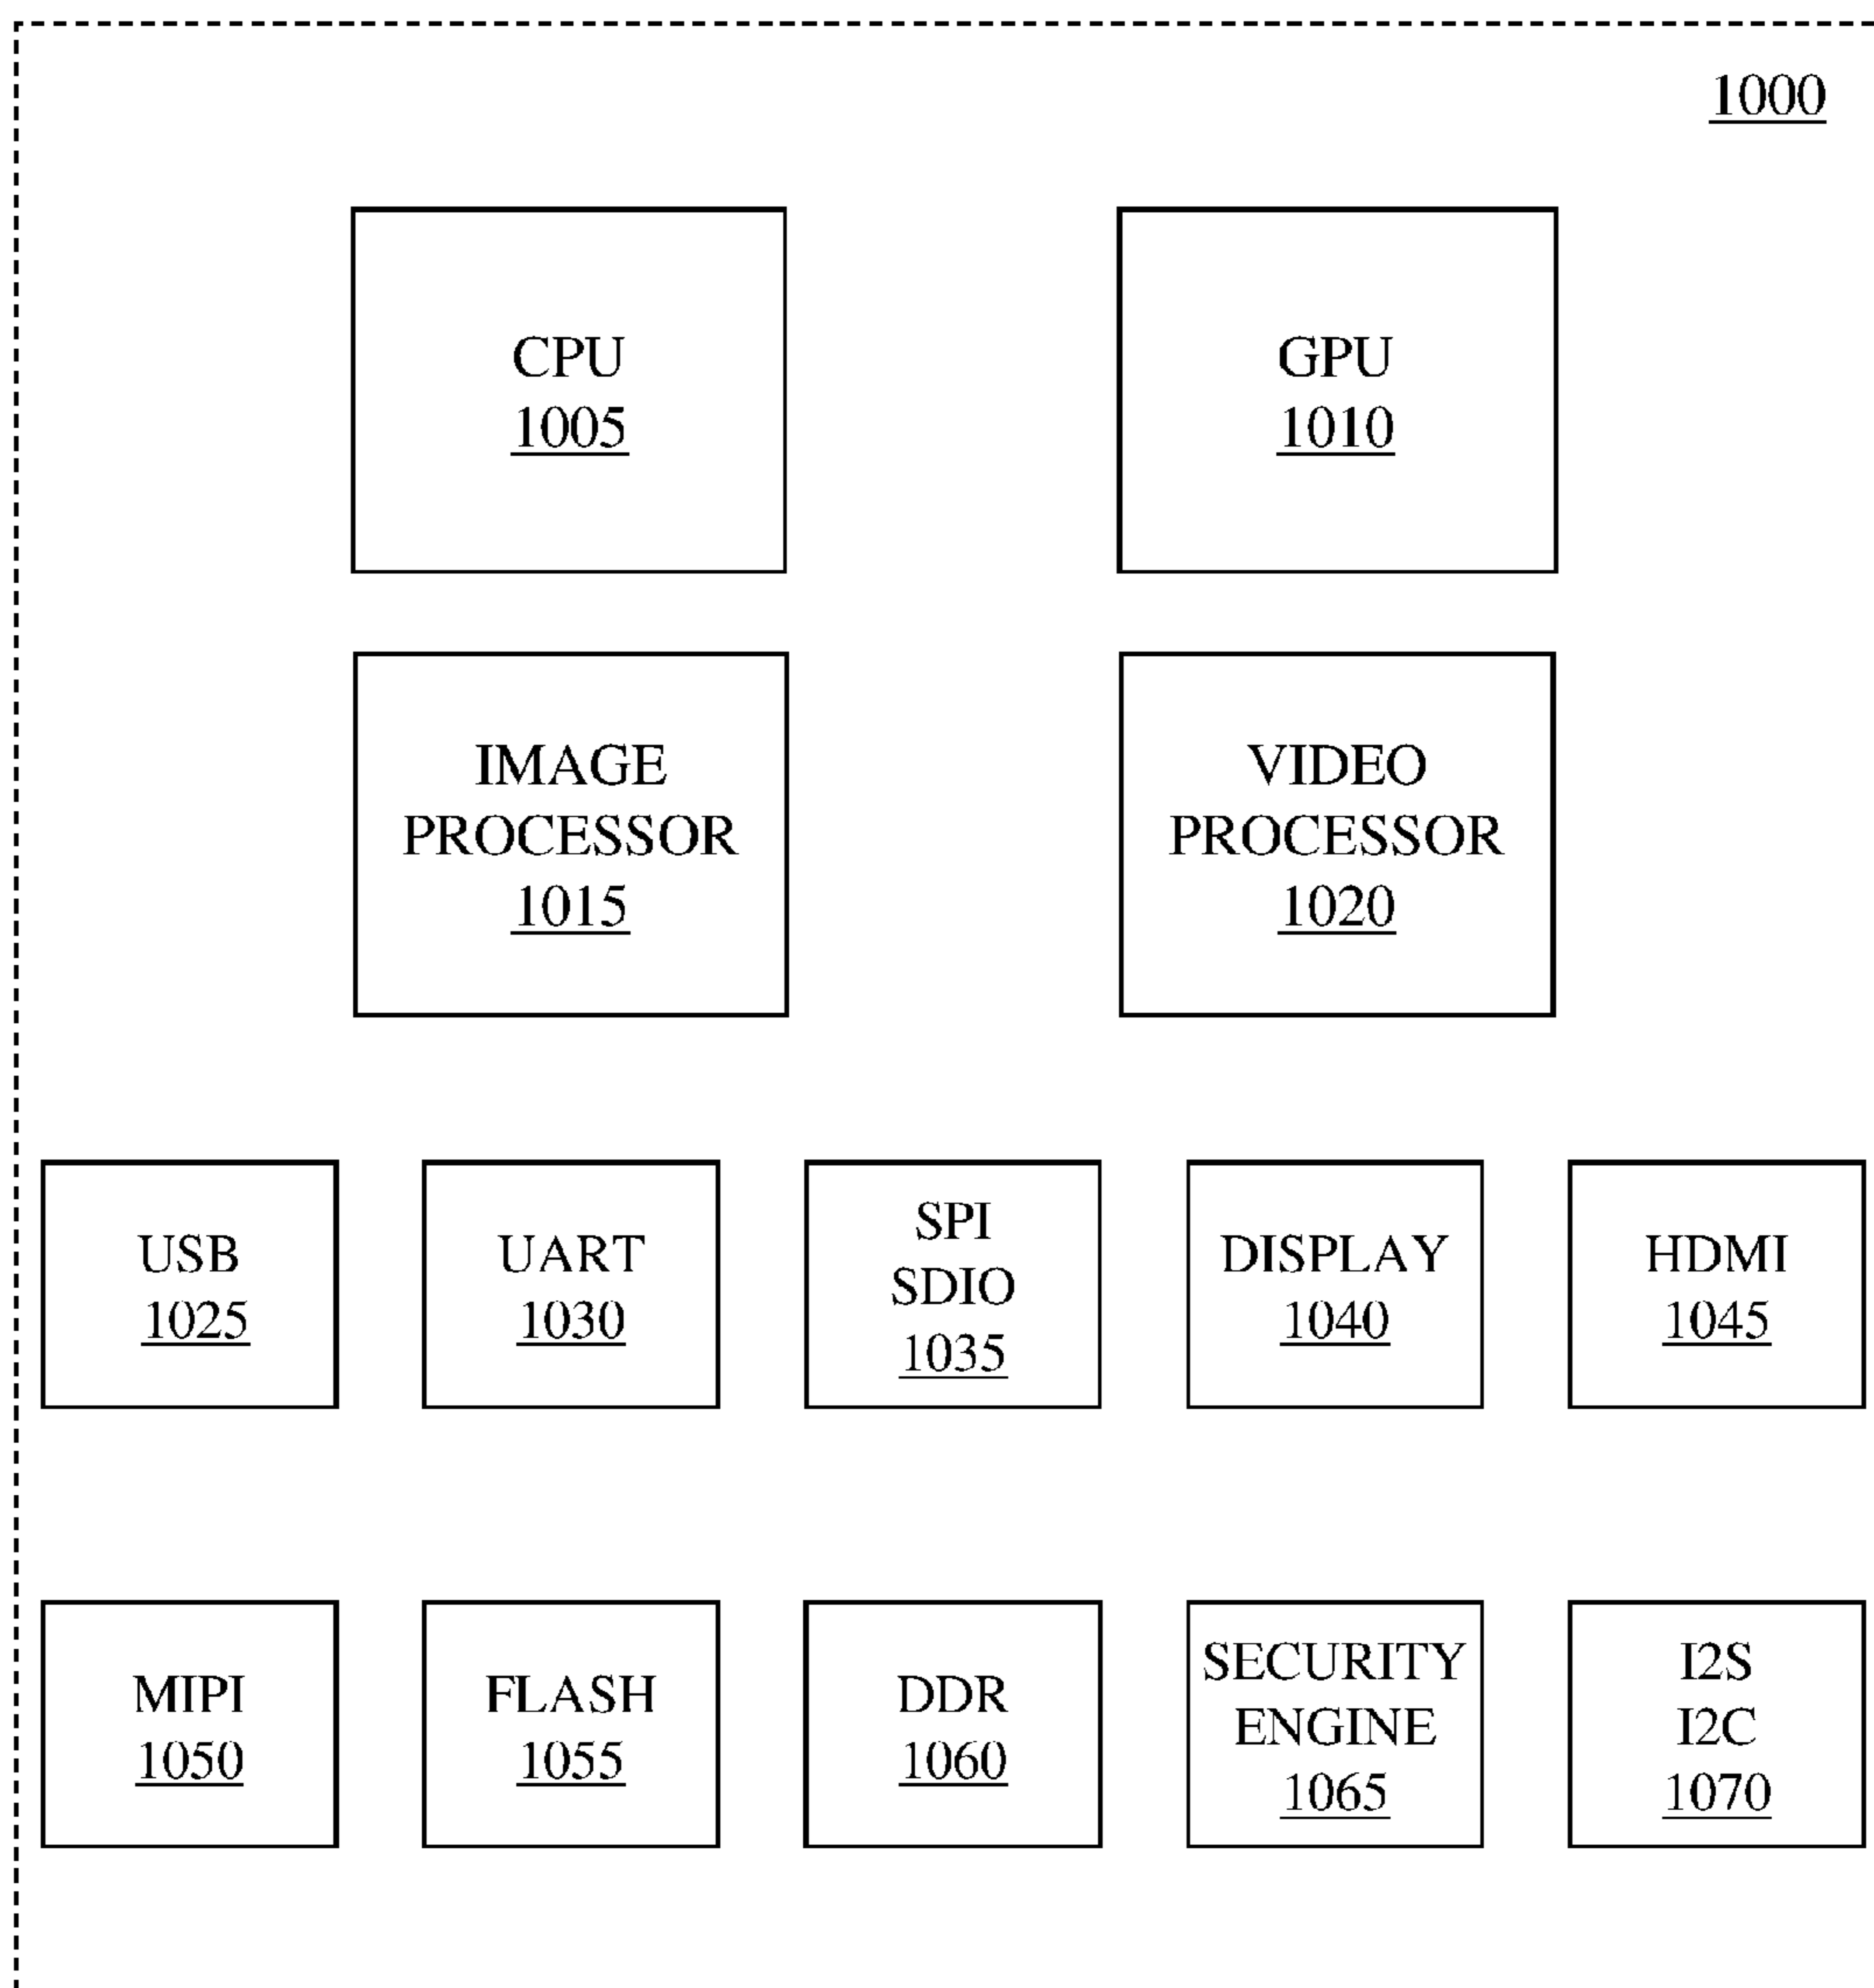 1000
CPU
1005
GPU
1010
IMAGE
PROCESSOR
1015
VIDEO
PROCESSOR
1020
USB
1025
UART
1030
SPI
SDIO
1035
DISPLAY
1040
HDMI
1045
MIPI
1050
FLASH
1055
DDR
1060
SECURITY
ENGINE
1065
I2S
I2C
1070